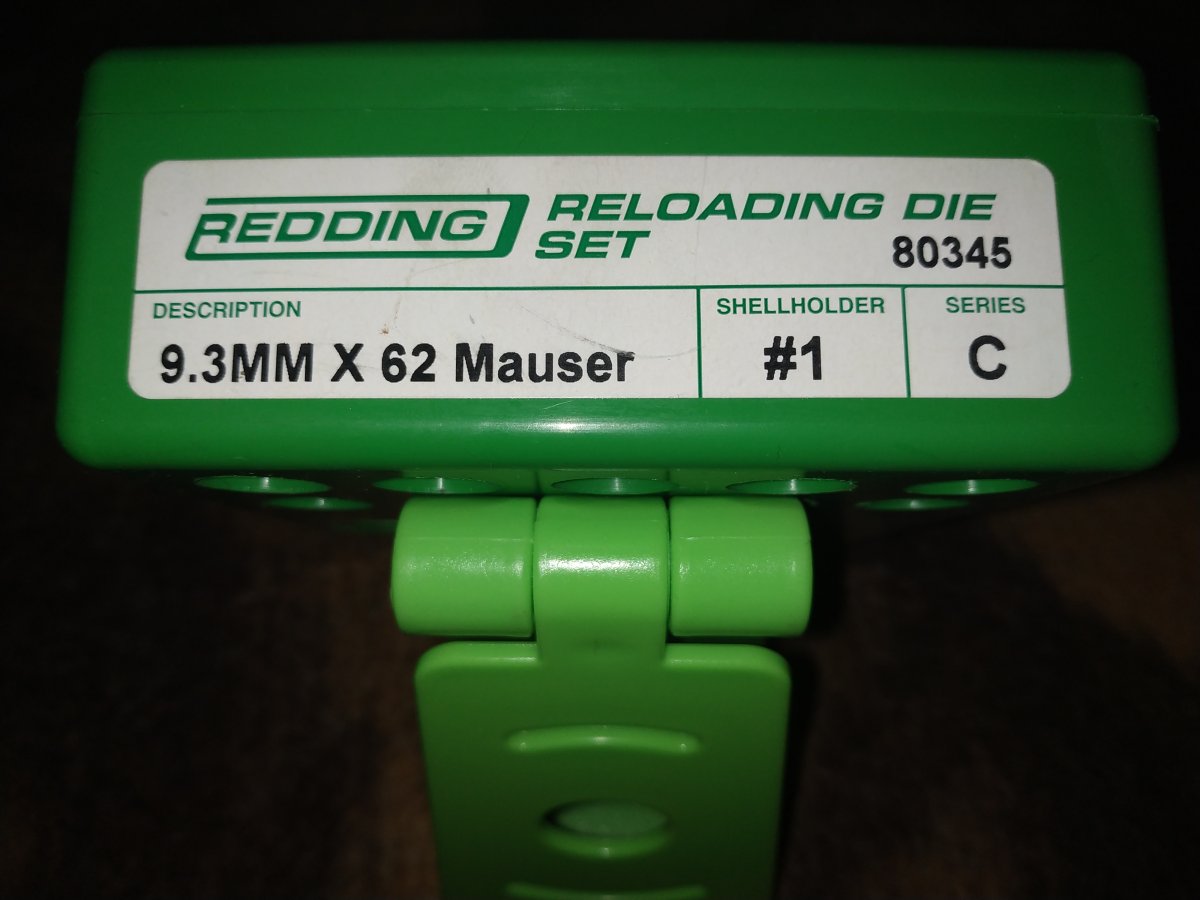 REDDING RELOADING DIE
SET 80345
DESCRIPTION SHELLHOLDER SERIES
9.3MM X 62 Mauser #1 C